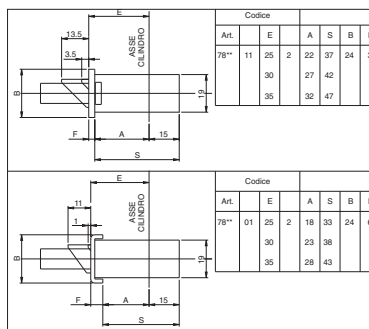 E
13.5
3.5
ASSE
CILINDRO
B
19
F A 15
S
Codice
Art. E A S B
78** 11 25 2 22 37 24
30 27 42
35 32 47
E
11
1
ASSE
CILINDRO
B
19
F A 15
S
Codice
Art. E A S B
78** 01 25 2 18 33 24
30 23 38
35 28 43